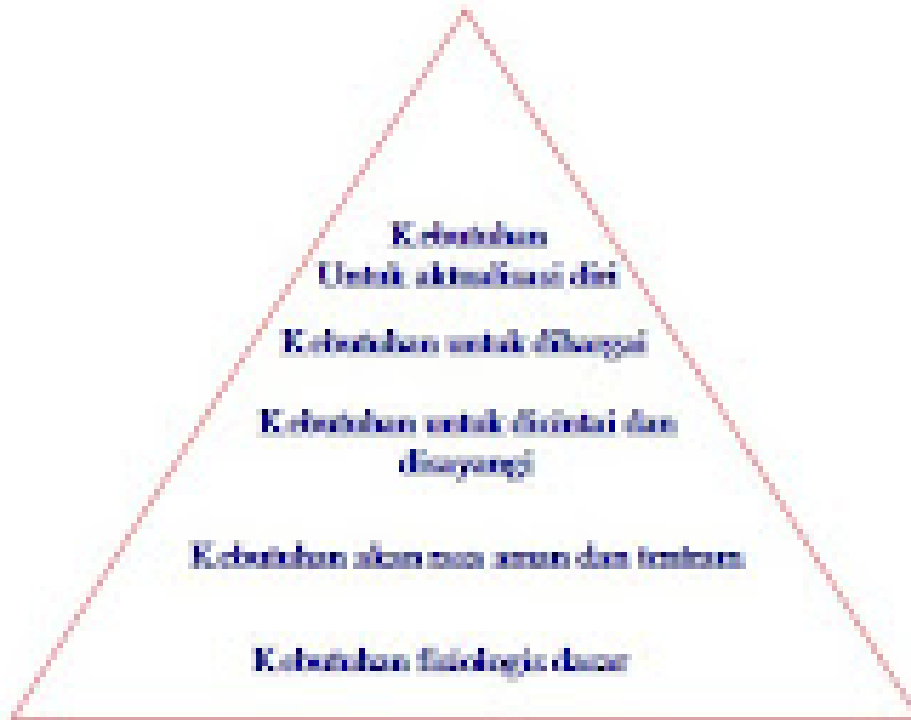 Kebutuhan
Untuk aktualisasi diri
Kebutuhan untuk dihargai
Kebutuhan untuk dicintai dan
disayangi
Kebutuhan akan rasa aman dan tentram
Kebutuhan fisiologis dasar